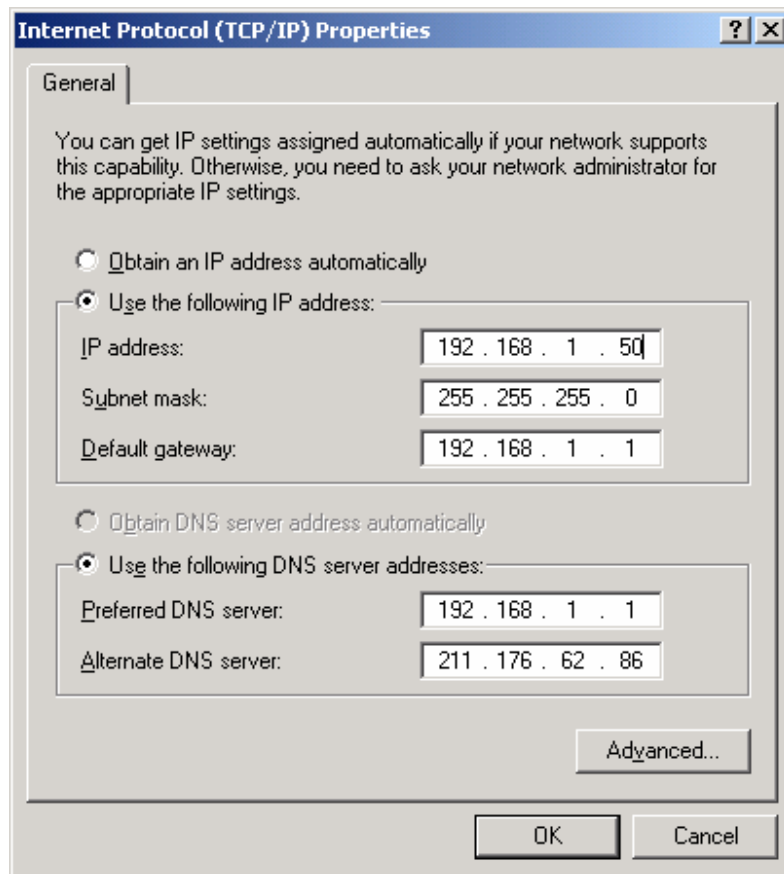 Internet Protocol (TCP/IP) Properties
General
You can get IP settings assigned automatically if your network supports
this capability. Otherwise, you need to ask your network administrator for
the appropriate IP settings.
Obtain an IP address automatically
Use the following IP address:
IP address: 192 . 168 . 1 . 50
Subnet mask: 255 . 255 . 255 . 0
Default gateway: 192 . 168 . 1 . 1
Obtain DNS server address automatically
Use the following DNS server addresses:
Preferred DNS server: 192 . 168 . 1 . 1
Alternate DNS server: 211 . 176 . 62 . 86
Advanced...
OK Cancel